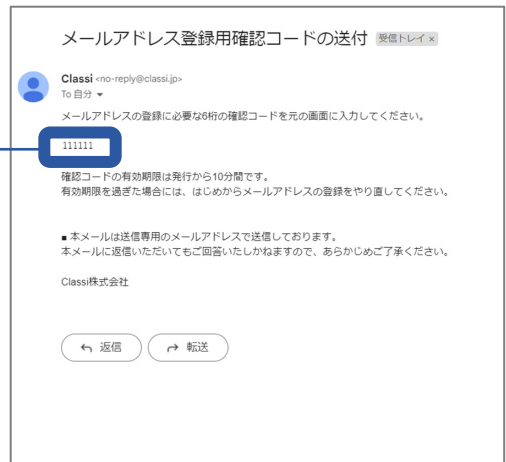 メールアドレス登録用確認コードの送付 受信トレイ ×
Classi <no-reply@classi.jp>
To 自分
メールアドレスの登録に必要な6桁の確認コードを元の画面に入力してください。
111111
確認コードの有効期限は発行から10分間です。
有効期限を過ぎた場合には、はじめからメールアドレスの登録をやり直してください。
■ 本メールは送信専用のメールアドレスで送信しております。
本メールに返信いただいてもご回答いたしかねますので、あらかじめご了承ください。
Classi株式会社
返信 転送